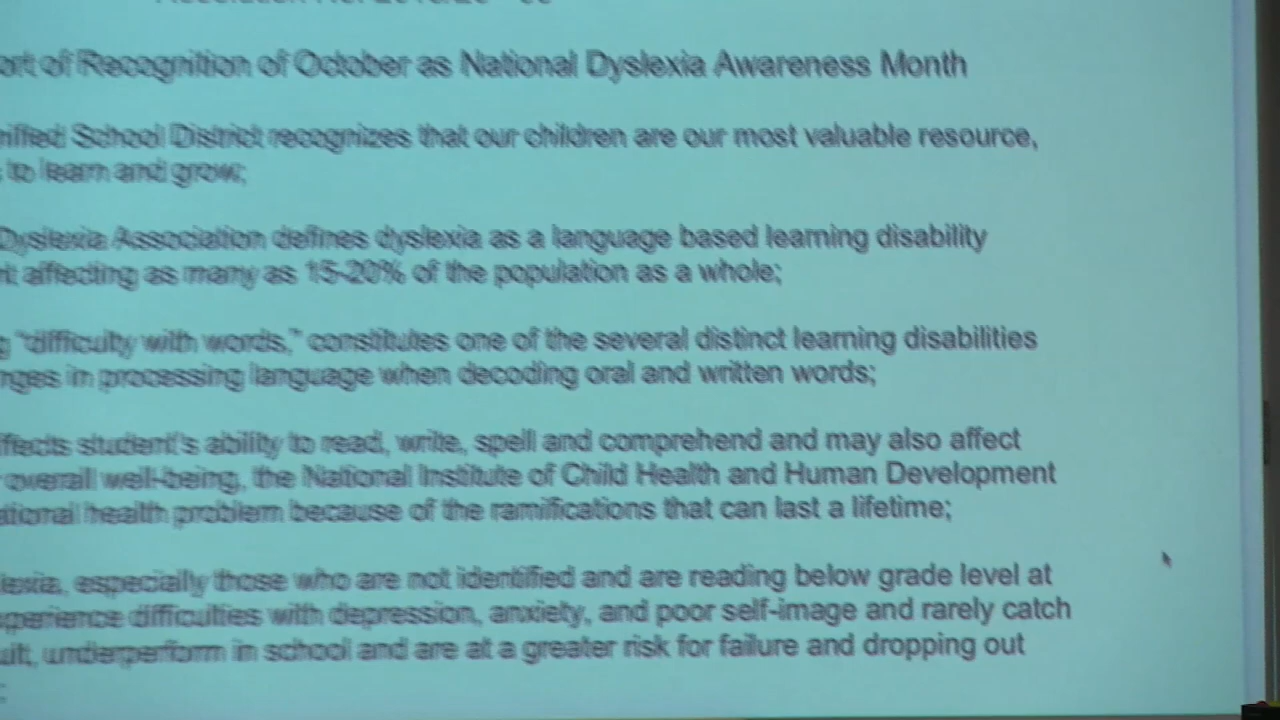 of Recognition of October as National Dyslexia Awareness Month
School District recognizes that our children are our most valuable resource,
to learn and grow;
Dyslexia Association defines dyslexia as a language based learning disability
affecting as many as 15-20% of the population as a whole;
"difficulty with words," constitutes one of the several distinct learning disabilities
in processing language when decoding oral and written words;
student's ability to read, write, spell and comprehend and may also affect
overall well-being, the National Institute of Child Health and Human Development
health problem because of the ramifications that can last a lifetime;
especially those who are not identified and are reading below grade level at
difficulties with depression, anxiety, and poor self-image and rarely catch
underperform in school and are at a greater risk for failure and dropping out